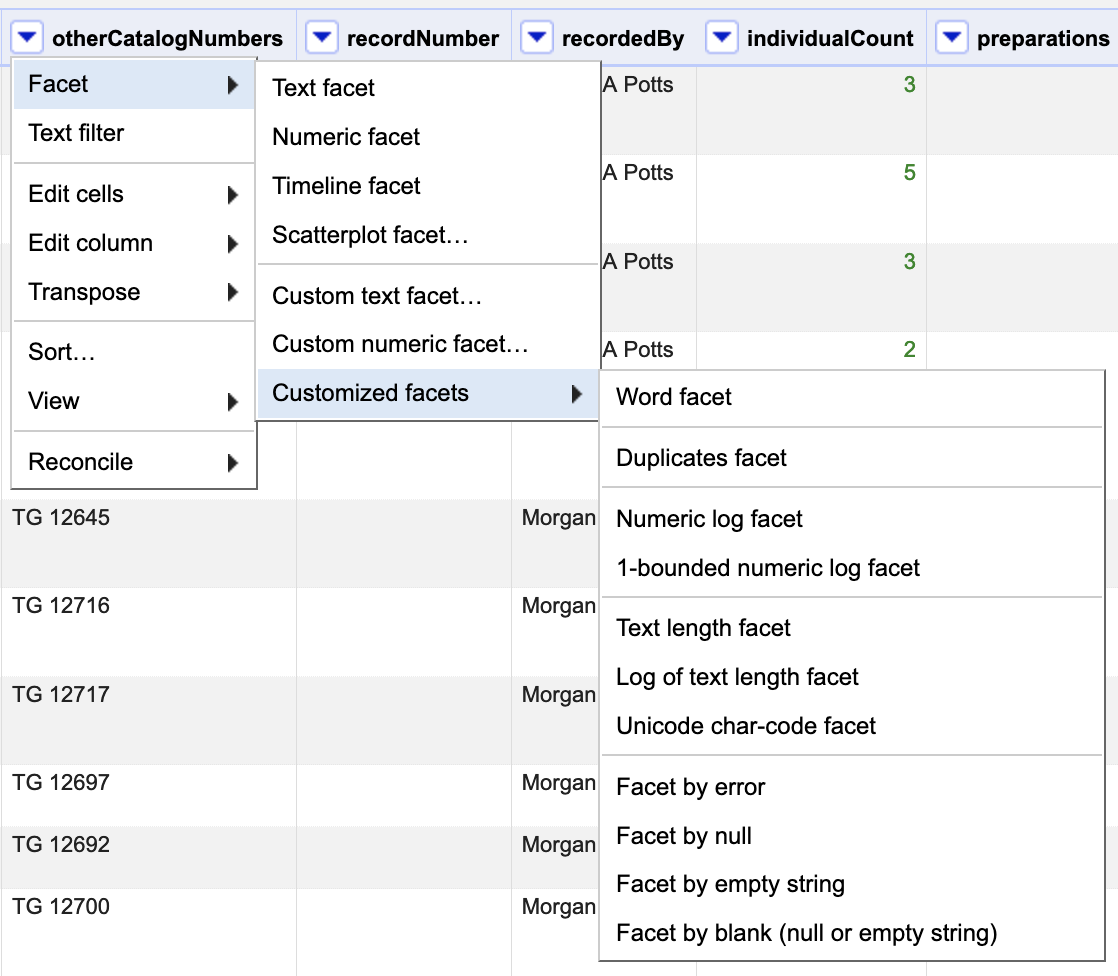 otherCatalogNumbers recordNumber recordedBy individualCount preparations
Facet
Text filter
Edit cells
Edit column
Transpose
Sort…
View
Reconcile
Text facet
Numeric facet
Timeline facet
Scatterplot facet…
Custom text facet…
Custom numeric facet…
Customized facets
Word facet
Duplicates facet
Numeric log facet
1-bounded numeric log facet
Text length facet
Log of text length facet
Unicode char-code facet
Facet by error
Facet by null
Facet by empty string
Facet by blank (null or empty string)
A Potts 3
A Potts 5
A Potts 3
A Potts 2
TG 12645 Morgan
TG 12716 Morgan
TG 12717 Morgan
TG 12697 Morgan
TG 12692 Morgan
TG 12700 Morgan